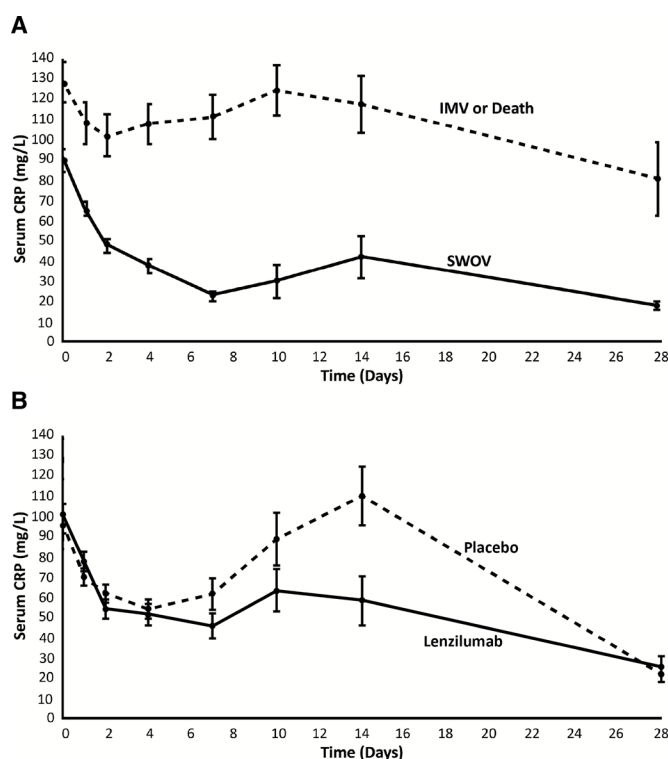 A
140
130
120
110
100
90
80
70
60
50
40
30
20
10
0
Serum CRP (mg/L)
IMV or Death
SWOV
0 2 4 6 8 10 12 14 16 18 20 22 24 26 28
Time (Days)
B
140
130
120
110
100
90
80
70
60
50
40
30
20
10
0
Serum CRP (mg/L)
Placebo
Lenzilumab
0 2 4 6 8 10 12 14 16 18 20 22 24 26 28
Time (Days)